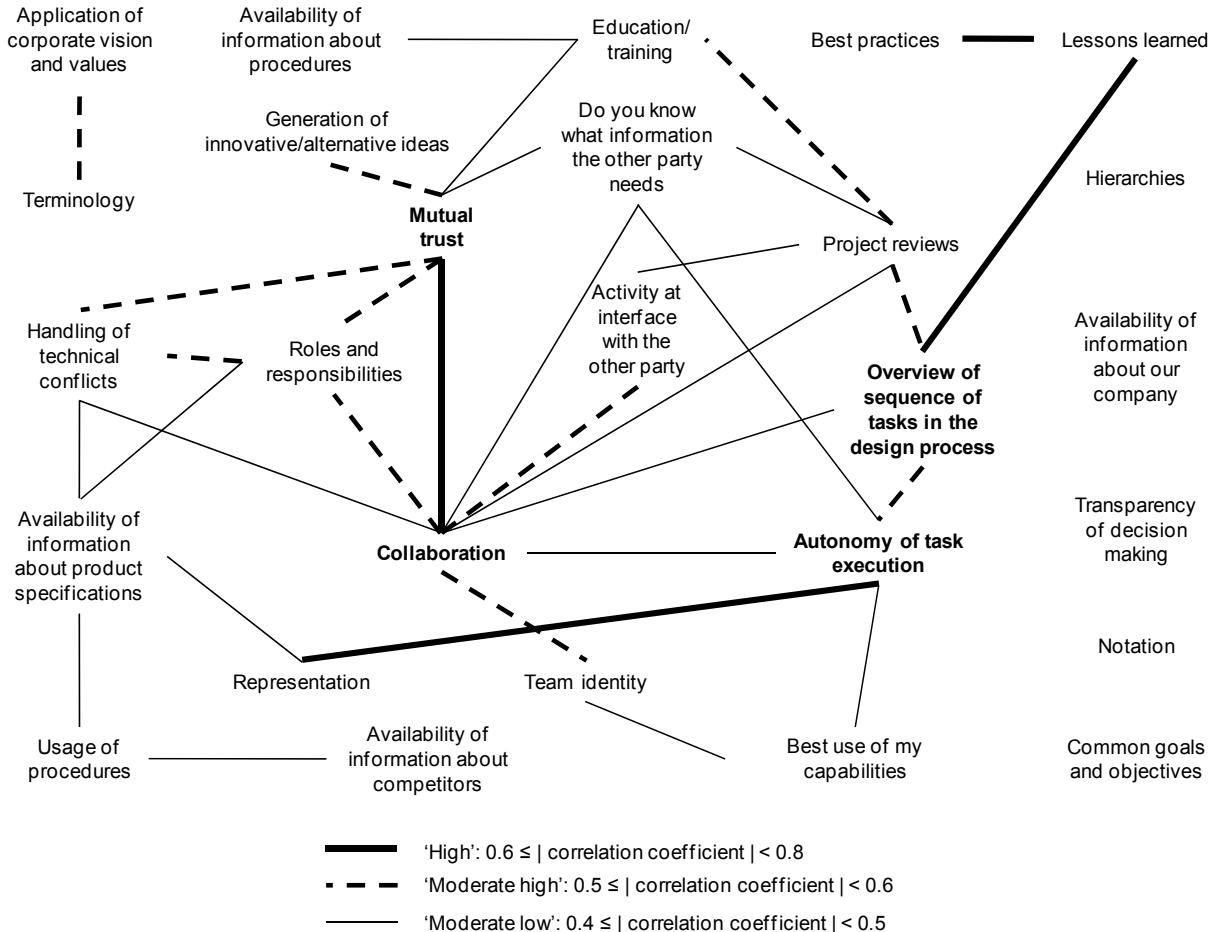 Application of
corporate vision
and values
Availability of
information about
procedures
Education/
training
Best practices
Lessons learned
Generation of
innovative/alternative ideas
Do you know
what information
the other party
needs
Hierarchies
Terminology
Mutual
trust
Project reviews
Handling of
technical
conflicts
Roles and
responsibilities
Activity at
interface
with the
other party
Availability of
information
about our
company
Overview of
sequence of
tasks in the
design process
Availability of
information
about product
specifications
Collaboration
Autonomy of task
execution
Transparency
of decision
making
Notation
Representation
Team identity
Usage of
procedures
Availability of
information about
competitors
Best use of my
capabilities
Common goals
and objectives
‘High’: 0.6 ≤ | correlation coefficient | < 0.8
‘Moderate high’: 0.5 ≤ | correlation coefficient | < 0.6
‘Moderate low’: 0.4 ≤ | correlation coefficient | < 0.5